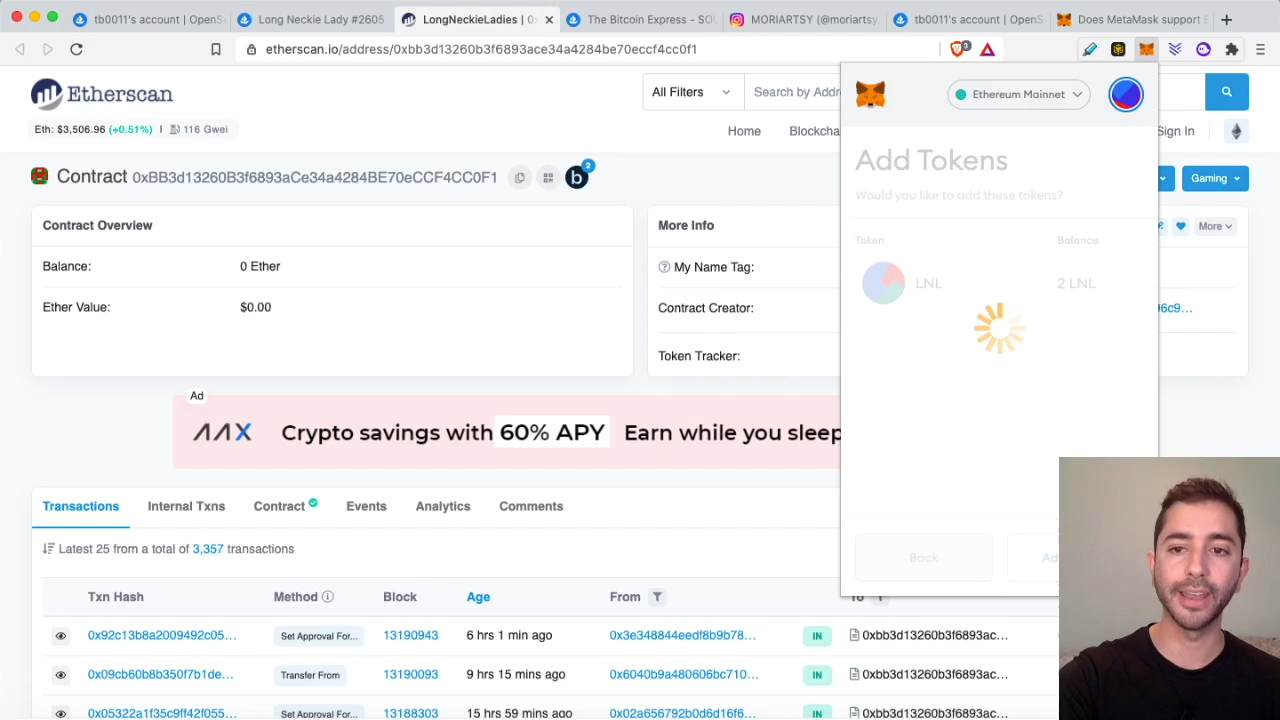 tb0011's account | OpenS
Long Neckie Lady #2605
LongNeckieLadies | 0x
The Bitcoin Express - SOL
MORIARTSY (@moriartsy.
tb0011's account | OpenS
Does MetaMask support E
etherscan.io/address/0xbb3d13260b3f6893ace34a4284be70eccf4cc0f1
3
Etherscan
All Filters
Search by Addre
Ethereum Mainnet
Eth: $3,506.96 (+0.51%) | 116 Gwei
Home
Blockcha
Sign In
Add Tokens
Would you like to add these tokens?
Contract 0xBB3d13260B3f6893aCe34a4284BE70eCCF4CC0F1
b
2
Gaming
Contract Overview
More Info
More
Token
Balance
Balance:
0 Ether
My Name Tag:
LNL
2 LNL
Ether Value:
$0.00
Contract Creator:
96c9...
Token Tracker:
Ad
AAX
Crypto savings with 60% APY
Earn while you sleep
Transactions
Internal Txns
Contract
Events
Analytics
Comments
Latest 25 from a total of 3,357 transactions
Back
Ad
Txn Hash
Method
Block
Age
From
To
0x92c13b8a2009492c05...
Set Approval For...
13190943
6 hrs 1 min ago
0x3e348844eedf8b9b78...
IN
0xbb3d13260b3f6893ac...
0x09cb60b8b350f7b1de...
Transfer From
13190093
9 hrs 15 mins ago
0x6040b9a480606bc710...
IN
0xbb3d13260b3f6893ac...
0x05322a1f35c9ff42f055...
Set Approval For...
13188303
15 hrs 59 mins ago
0x02a656792b0d6d16f6...
IN
0xbb3d13260b3f6893ac...